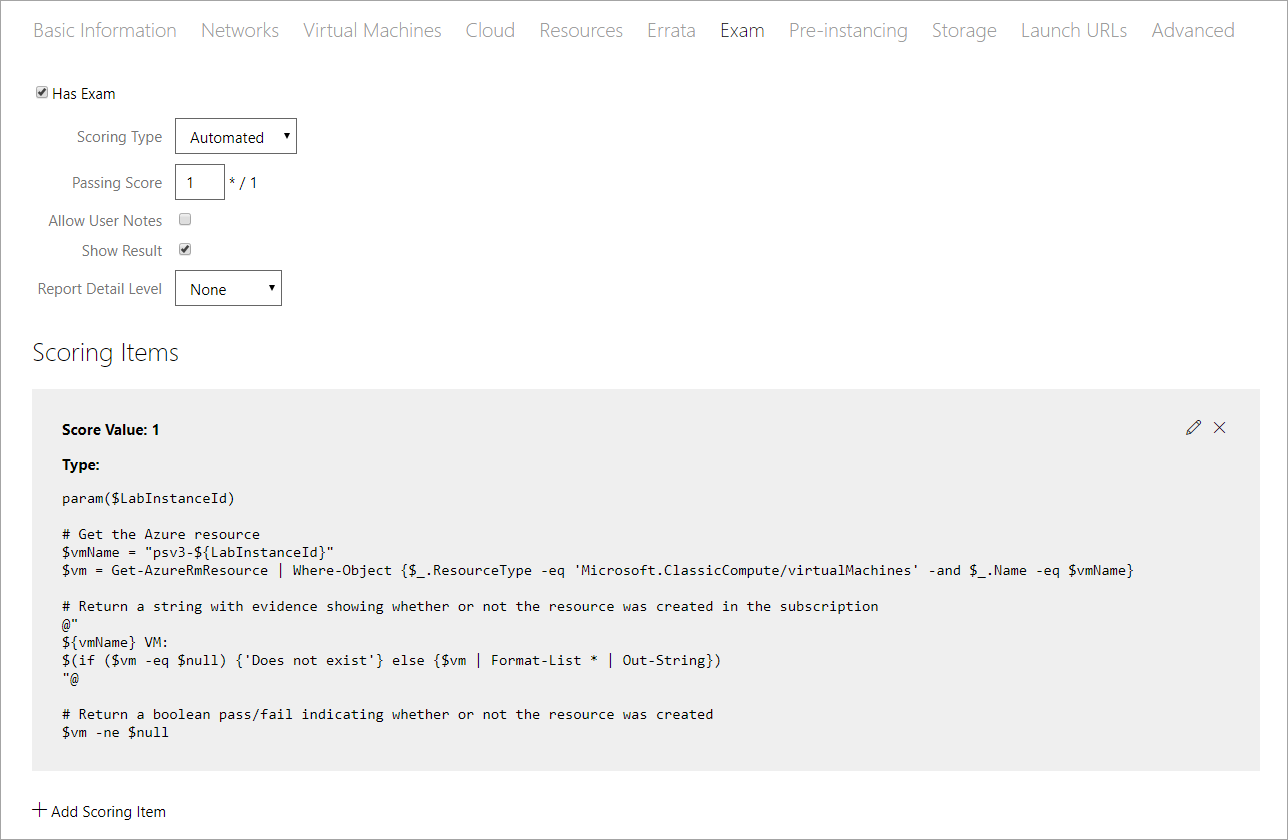 Basic Information Networks Virtual Machines Cloud Resources Errata Exam Pre-instancing Storage Launch URLs Advanced
Has Exam
Scoring Type Automated
Passing Score 1 * / 1
Allow User Notes
Show Result
Report Detail Level None
Scoring Items
Score Value: 1
Type:
param($LabInstanceId)
# Get the Azure resource
$vmName = "psv3-${LabInstanceId}"
$vm = Get-AzureRmResource | Where-Object {$_.ResourceType -eq 'Microsoft.ClassicCompute/virtualMachines' -and $_.Name -eq $vmName}
# Return a string with evidence showing whether or not the resource was created in the subscription
@"
${vmName} VM:
$(if ($vm -eq $null) {'Does not exist'} else {$vm | Format-List * | Out-String})
"@
# Return a boolean pass/fail indicating whether or not the resource was created
$vm -ne $null
Add Scoring Item